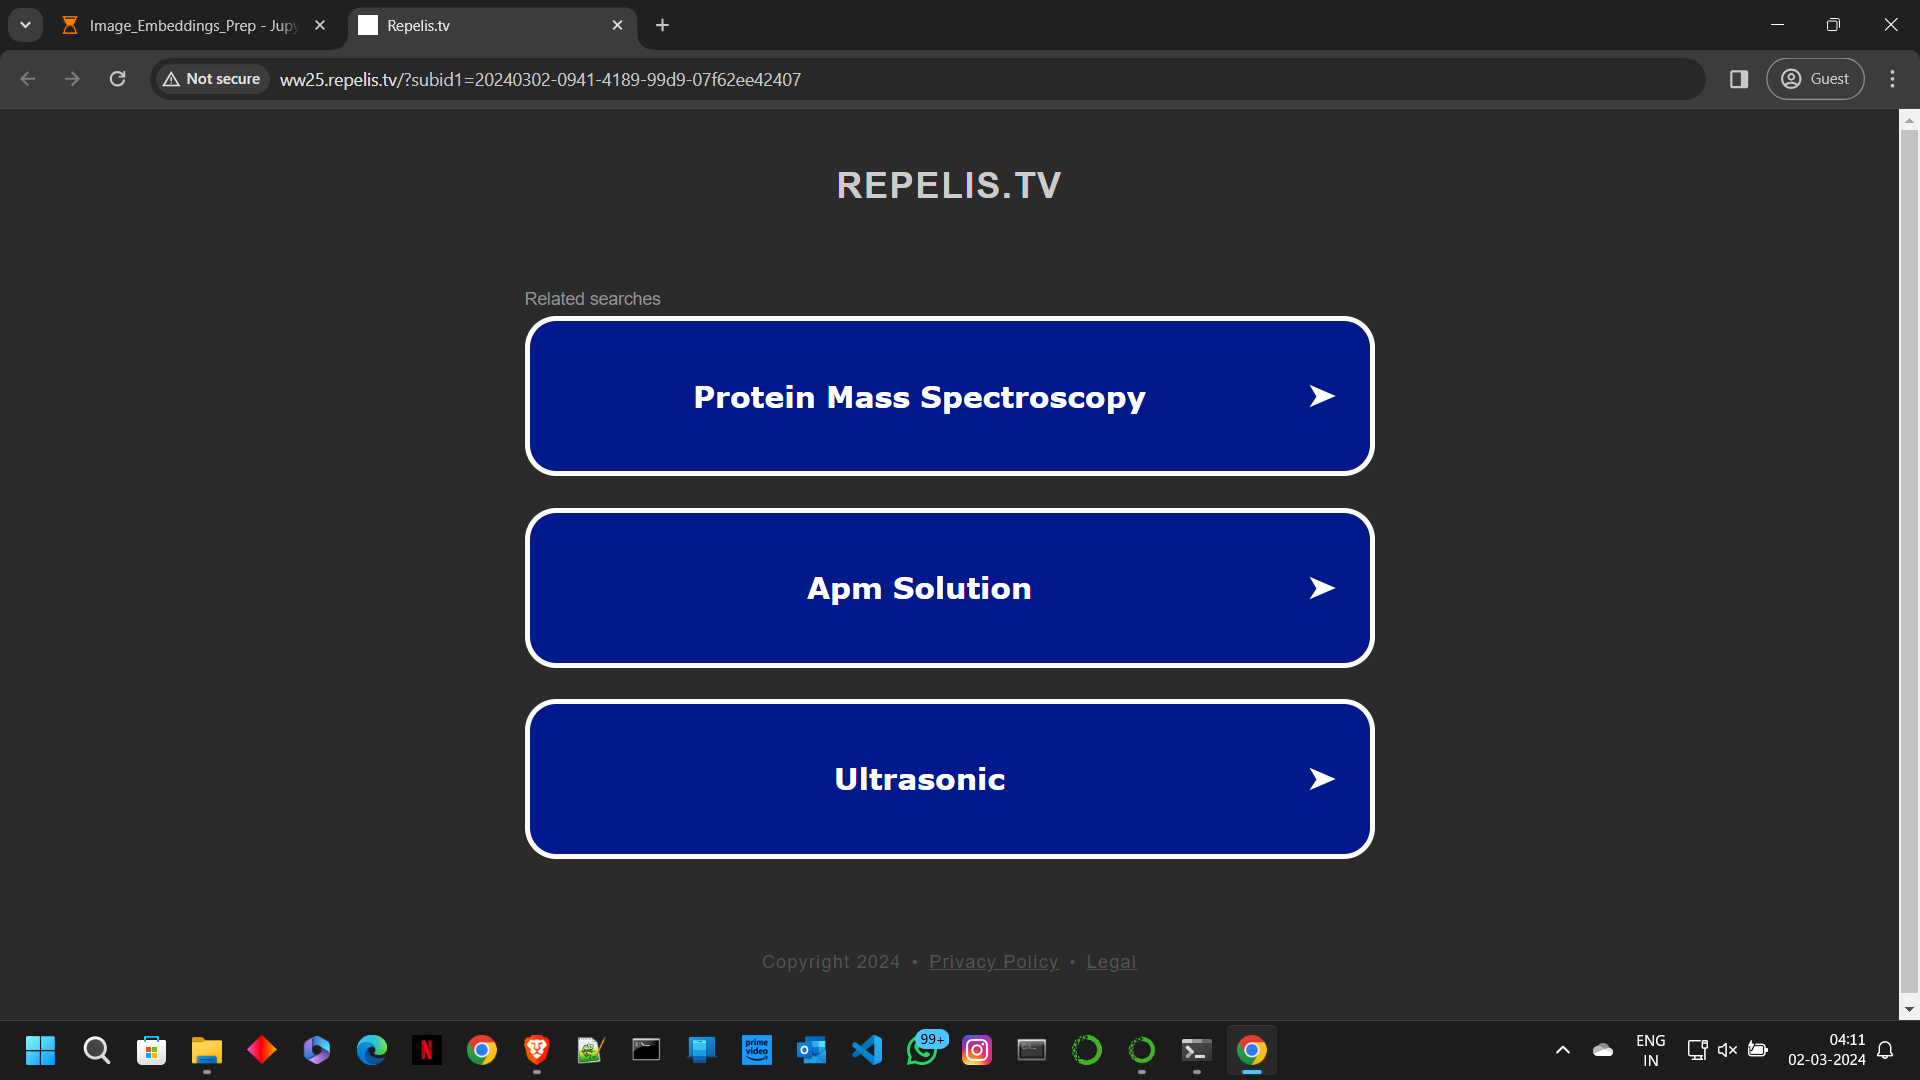 Image_Embeddings_Prep - Jupy
Repelis.tv
Not secure
ww25.repelis.tv/?subid1=20240302-0941-4189-99d9-07f62ee42407
Guest
REPELIS.TV
Related searches
Protein Mass Spectroscopy
Apm Solution
Ultrasonic
Copyright 2024 • Privacy Policy • Legal
N
prime video
99+
ENG
IN
04:11
02-03-2024